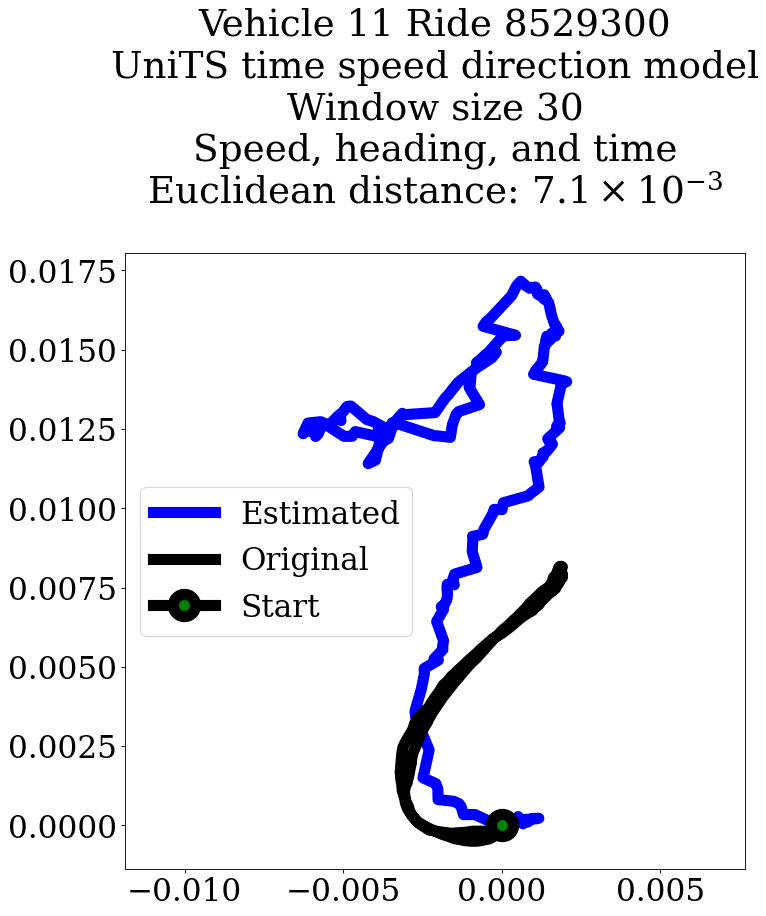 Vehicle 11 Ride 8529300
UniTS time speed direction model
Window size 30
Speed, heading, and time
Euclidean distance: 7.1 × 10⁻³
0.0175
0.0150
0.0125
0.0100
0.0075
0.0050
0.0025
0.0000
Estimated
Original
Start
−0.010 −0.005 0.000 0.005